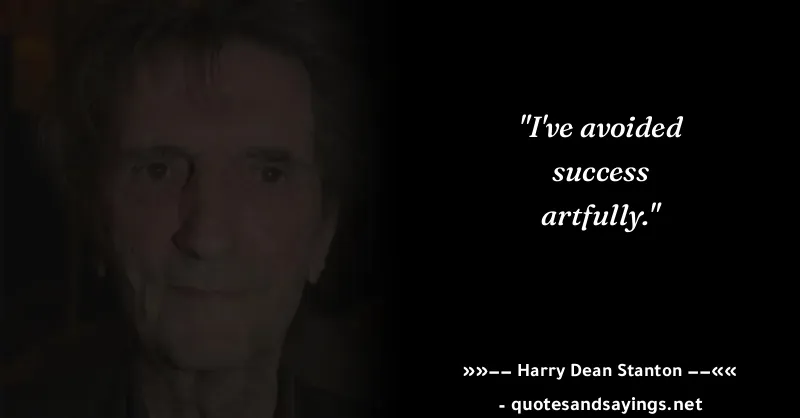 "I've avoided
success
artfully."
»»−− Harry Dean Stanton −−««
- quotesandsayings.net